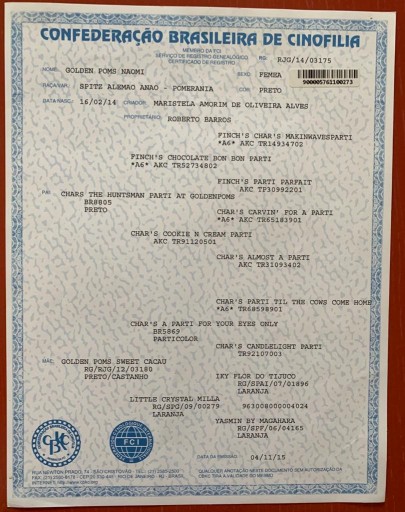 CONFEDERAÇÃO BRASILEIRA DE CINOFILIA
MEMBRO DA FCI
SERVIÇO DE REGISTRO GENEALÓGICO
CERTIFICADO DE REGISTRO
RG: RJG/14/03175
NOME: GOLDEN POMS NAOMI
SEXO: FEMEA
900005761100273
RAÇA/VAR: SPITZ ALEMAO ANAO - POMERANIA
COR: PRETO
DATA NASC: 16/02/14 CRIADOR: MARISTELA AMORIM DE OLIVEIRA ALVES
PROPRIETÁRIO: ROBERTO BARROS
FINCH'S CHAR'S MAKINWAVESPARTI
*A6* AKC TR14934702
FINCH'S CHOCOLATE BON BON PARTI
*A6* AKC TR52734802
FINCH'S PARTI PARFAIT
AKC TP30992201
PAI: CHARS THE HUNTSMAN PARTI AT GOLDENPOMS
BR8805
PRETO
CHAR'S CARVIN' FOR A PARTI
*A6* AKC TR65183901
CHAR'S COOKIE N CREAM PARTI
AKC TR91120501
CHAR'S ALMOST A PARTI
AKC TR31093402
CHAR'S PARTI TIL THE COWS COME HOME
*A6* TR68598901
CHAR'S A PARTI FOR YOUR EYES ONLY
BR5869
PARTICOLOR
CHAR'S CANDLELIGHT PARTI
TR92107003
MÃE: GOLDEN POMS SWEET CACAU
RG/RJG/12/03180
PRETO/CASTANHO
IKY FLOR DO TIJUCO
RG/SPAI/07/01896
LARANJA
LITTLE CRYSTAL MILLA
RG/SPG/09/00279
LARANJA
963008000004024
YASMIN BY MAGAHARA
RG/SPF/06/04165
LARANJA
CBKC
FCI
DATA DA EMISSÃO 04/11/15
QUALQUER ANOTAÇÃO NESTE DOCUMENTO SEM AUTORIZAÇÃO DA
CBKC TIRA A VALIDADE DO MESMO